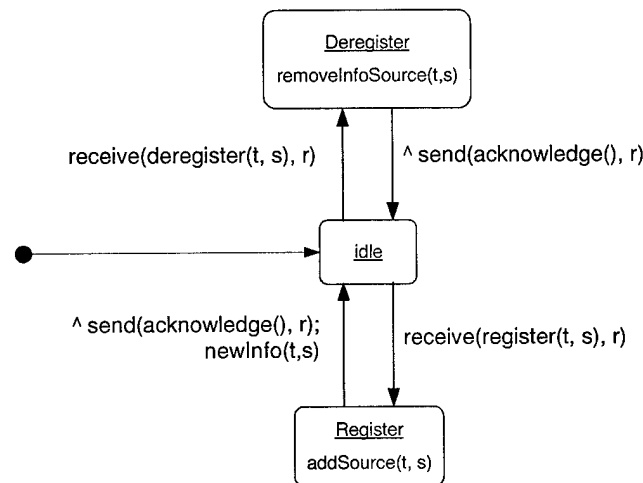 Deregister
removeInfoSource(t,s)
receive(deregister(t, s), r)
^ send(acknowledge(), r)
idle
^ send(acknowledge(), r);
newInfo(t,s)
receive(register(t, s), r)
Register
addSource(t, s)